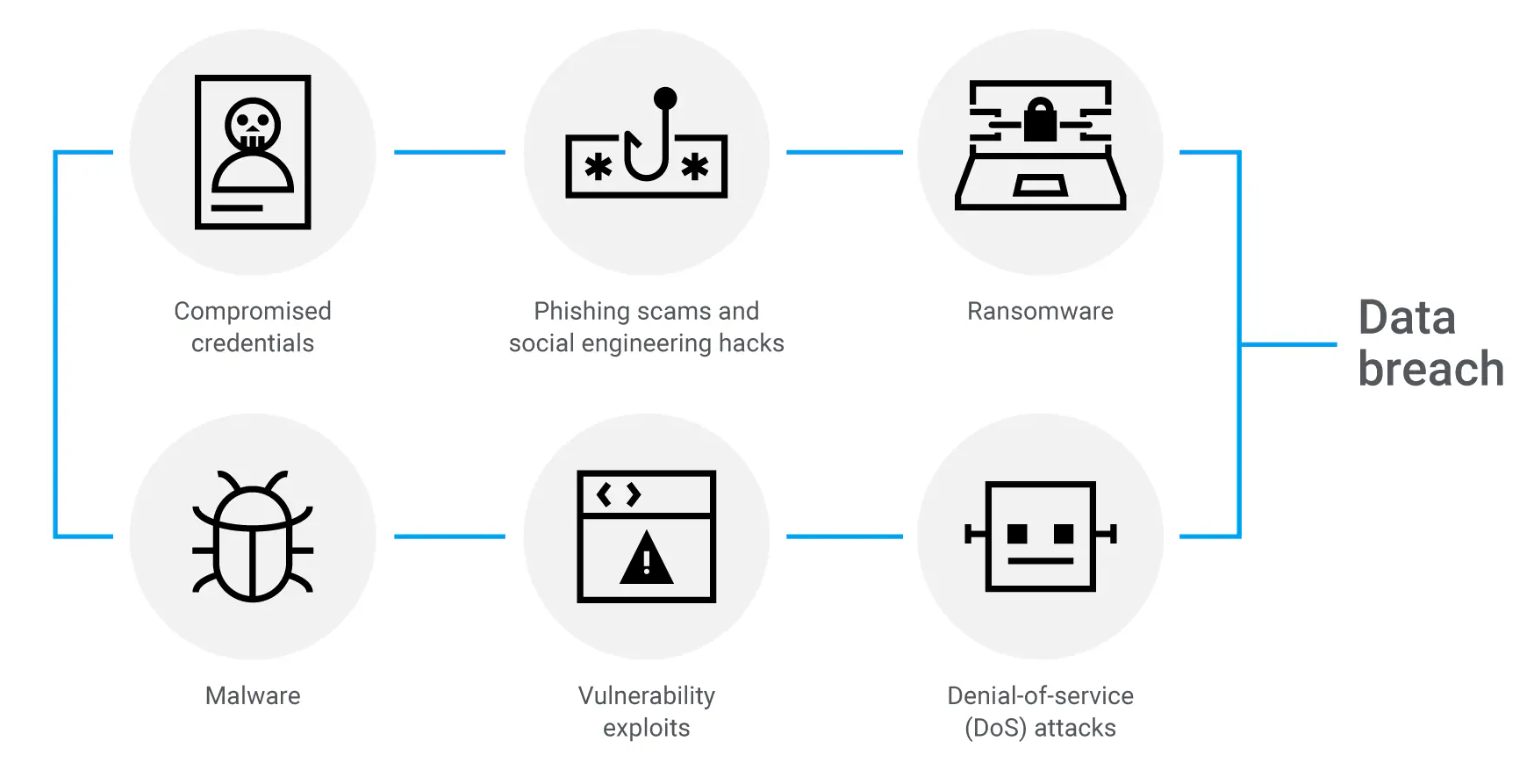 Compromised
credentials
Phishing scams and
social engineering hacks
Ransomware
Data
breach
Malware
Vulnerability
exploits
Denial-of-service
(DoS) attacks